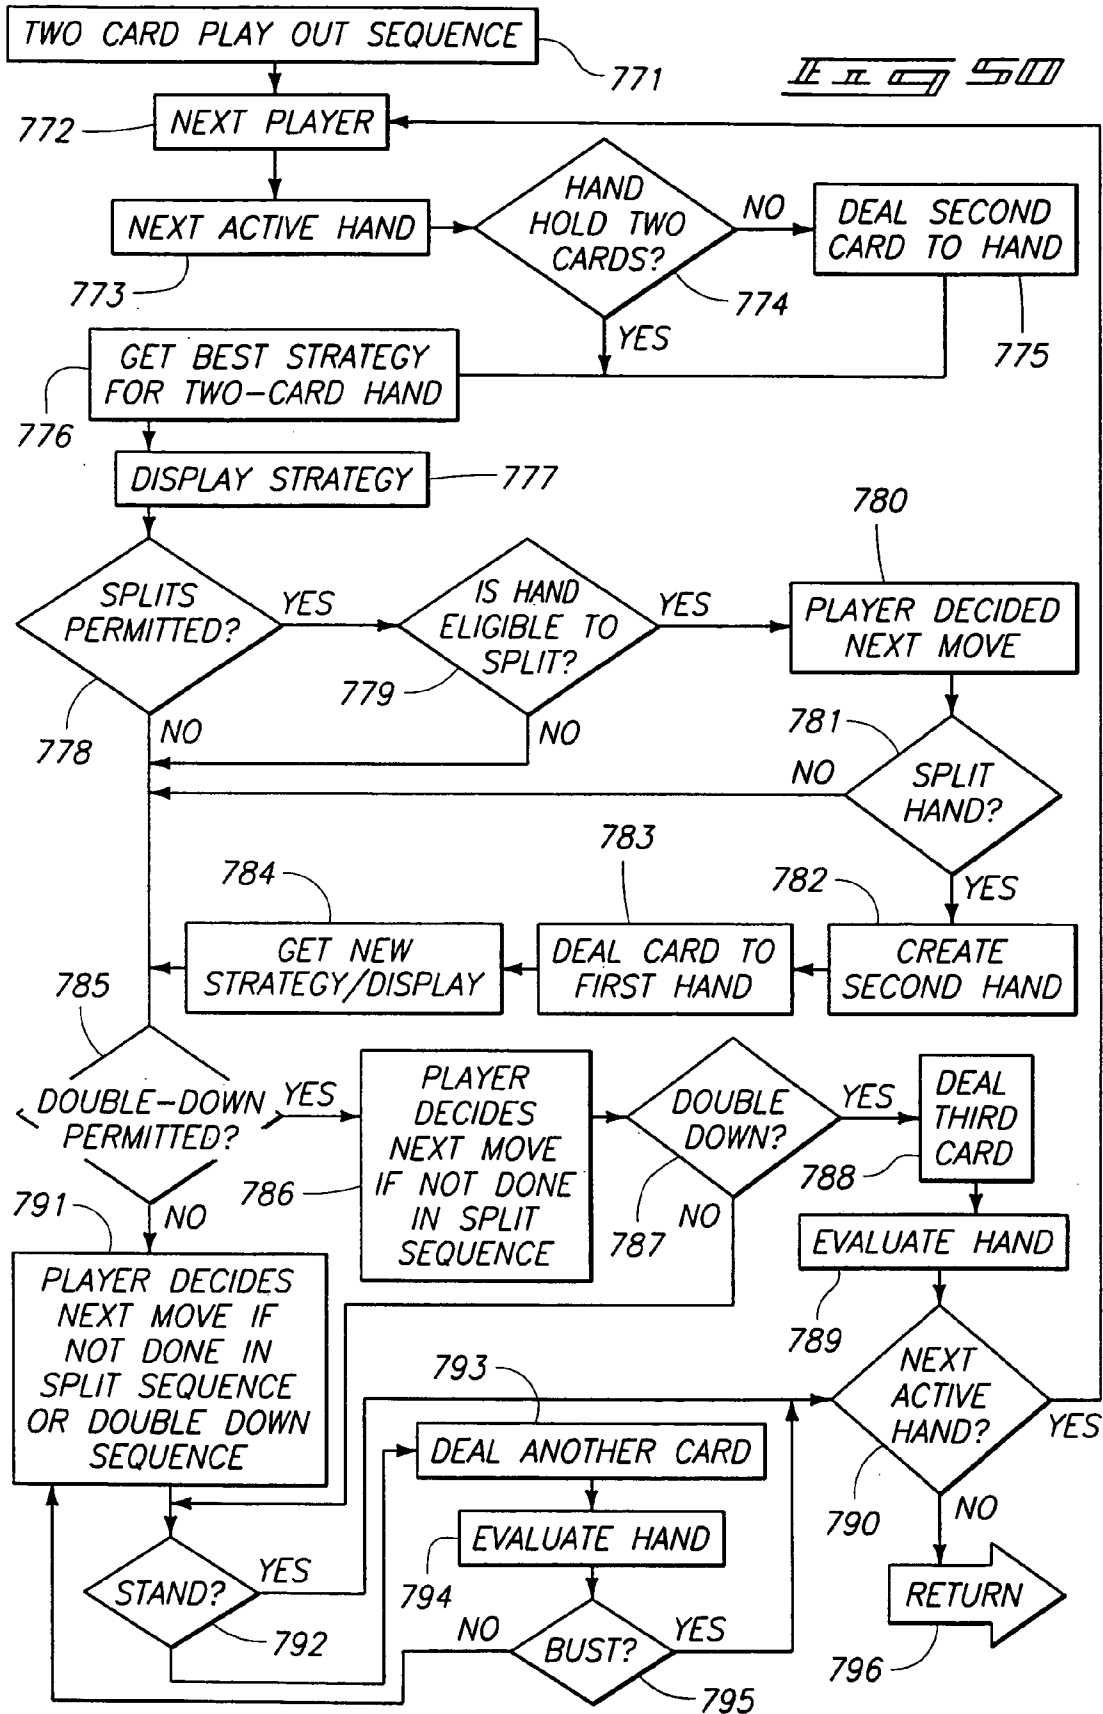 TWO CARD PLAY OUT SEQUENCE
771
Fig 50
772
NEXT PLAYER
NEXT ACTIVE HAND
773
HAND
HOLD TWO
CARDS?
774
NO
YES
DEAL SECOND
CARD TO HAND
775
GET BEST STRATEGY
FOR TWO-CARD HAND
776
DISPLAY STRATEGY
777
SPLITS
PERMITTED?
778
YES
NO
IS HAND
ELIGIBLE TO
SPLIT?
779
YES
NO
780
PLAYER DECIDED
NEXT MOVE
781
SPLIT
HAND?
NO
YES
782
CREATE
SECOND HAND
783
DEAL CARD TO
FIRST HAND
784
GET NEW
STRATEGY/DISPLAY
785
DOUBLE-DOWN
PERMITTED?
YES
NO
PLAYER
DECIDES
NEXT MOVE
IF NOT DONE
IN SPLIT
SEQUENCE
786
DOUBLE
DOWN?
787
YES
NO
DEAL
THIRD
CARD
788
EVALUATE HAND
789
NEXT
ACTIVE
HAND?
790
YES
NO
791
PLAYER DECIDES
NEXT MOVE IF
NOT DONE IN
SPLIT SEQUENCE
OR DOUBLE DOWN
SEQUENCE
STAND?
792
YES
793
DEAL ANOTHER CARD
EVALUATE HAND
794
BUST?
795
NO
YES
RETURN
796